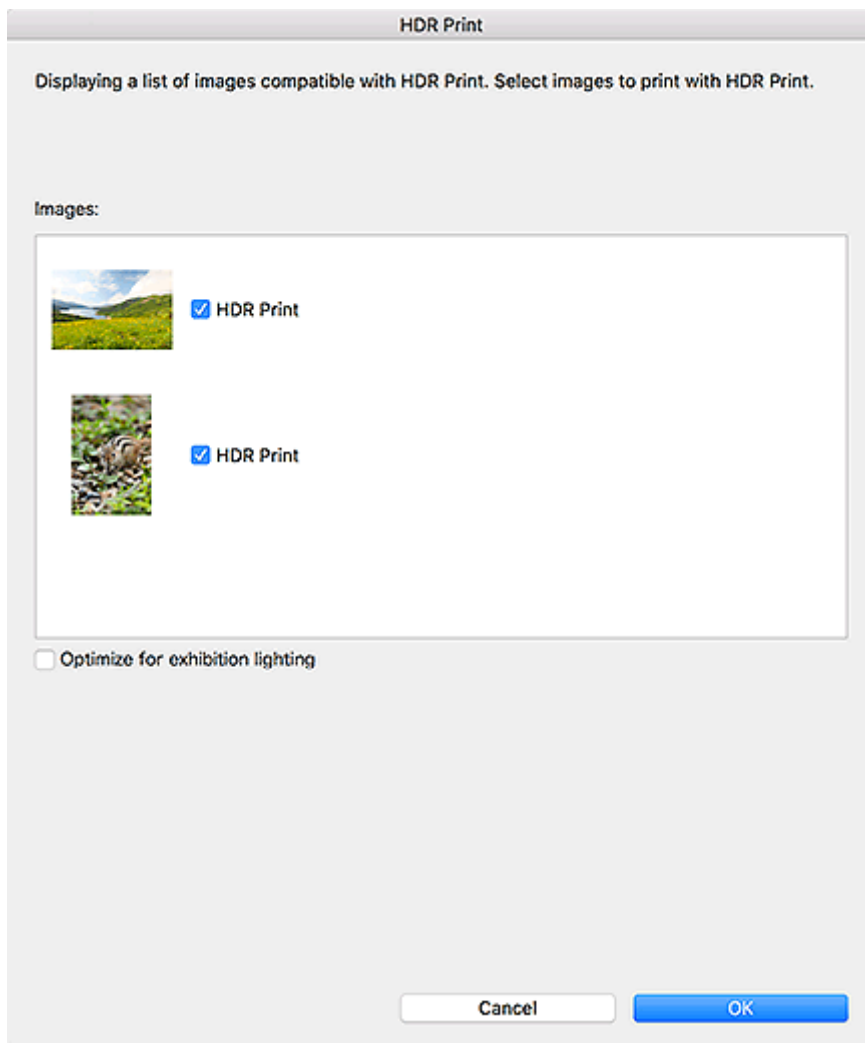 HDR Print
Displaying a list of images compatible with HDR Print. Select images to print with HDR Print.
Images:
HDR Print
HDR Print
Optimize for exhibition lighting
Cancel
OK